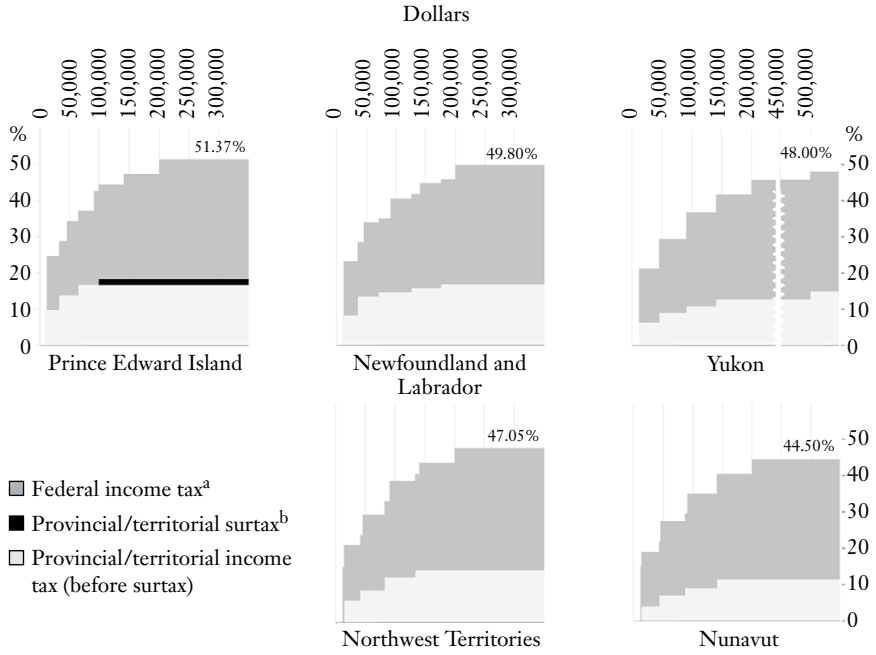 Dollars
0 50,000 100,000 150,000 200,000 250,000 300,000
0 50,000 100,000 150,000 200,000 250,000 300,000
0 50,000 100,000 150,000 200,000 450,000 500,000
% %
51.37% 49.80% 48.00%
50 50
40 40
30 30
20 20
10 10
0 0
Prince Edward Island Newfoundland and Yukon
Labrador
47.05% 44.50%
50
40
30
20
10
0
Federal income taxa
Provincial/territorial surtaxb
Provincial/territorial income
tax (before surtax)
Northwest Territories Nunavut